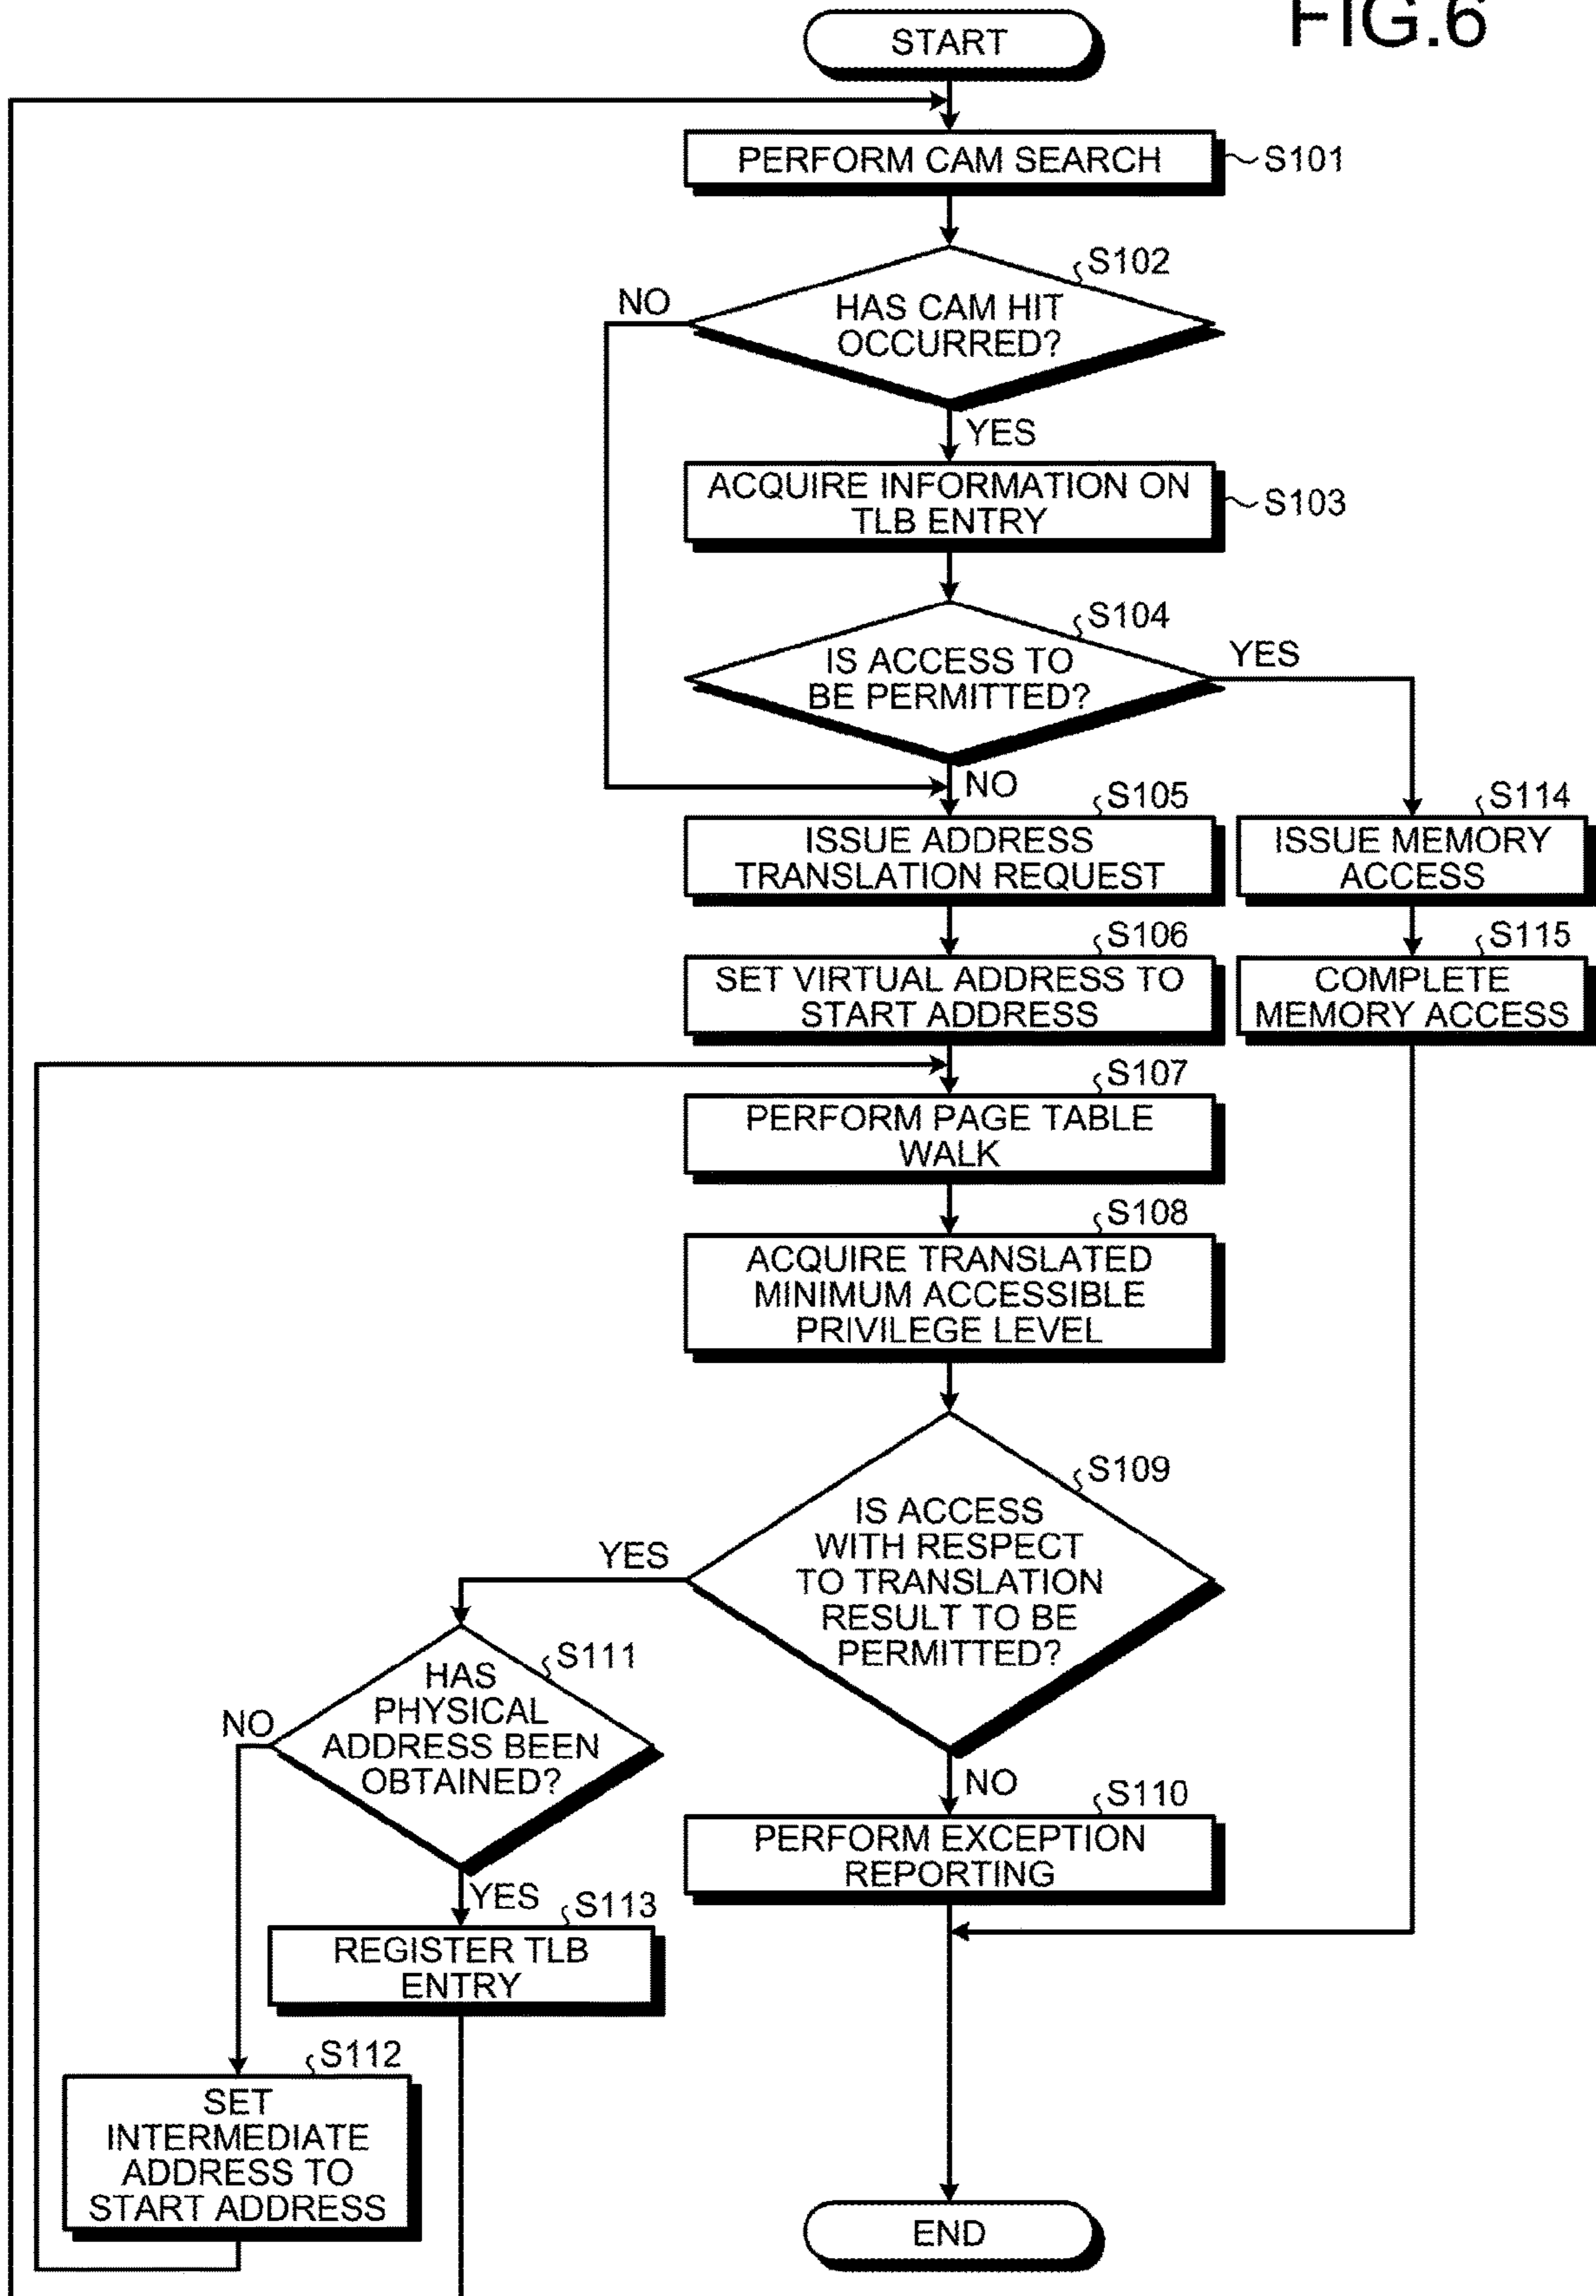 FIG.6
START
PERFORM CAM SEARCH
S101
S102
NO
HAS CAM HIT
OCCURRED?
YES
ACQUIRE INFORMATION ON
TLB ENTRY
S103
S104
IS ACCESS TO
BE PERMITTED?
YES
NO
S105
ISSUE ADDRESS
TRANSLATION REQUEST
S114
ISSUE MEMORY
ACCESS
S106
SET VIRTUAL ADDRESS TO
START ADDRESS
S115
COMPLETE
MEMORY ACCESS
S107
PERFORM PAGE TABLE
WALK
S108
ACQUIRE TRANSLATED
MINIMUM ACCESSIBLE
PRIVILEGE LEVEL
S109
IS ACCESS
WITH RESPECT
TO TRANSLATION
RESULT TO BE
PERMITTED?
YES
S111
HAS
PHYSICAL
ADDRESS BEEN
OBTAINED?
NO
NO
S110
PERFORM EXCEPTION
REPORTING
YES
S113
REGISTER TLB
ENTRY
S112
SET
INTERMEDIATE
ADDRESS TO
START ADDRESS
END